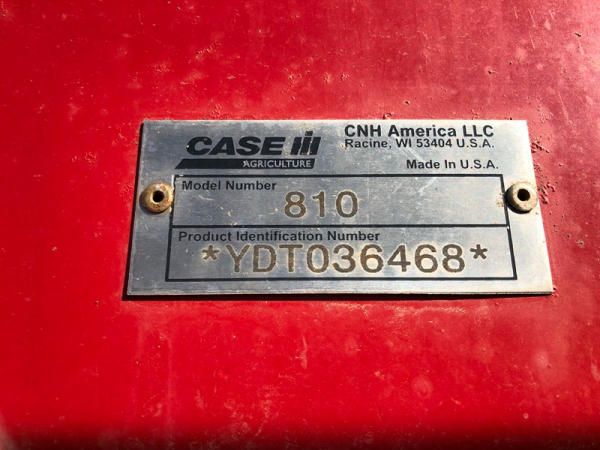 CASE IH
AGRICULTURE
CNH America LLC
Racine, WI 53404 U.S.A.
Made In U.S.A.
Model Number
810
Product Identification Number
*YDT036468*